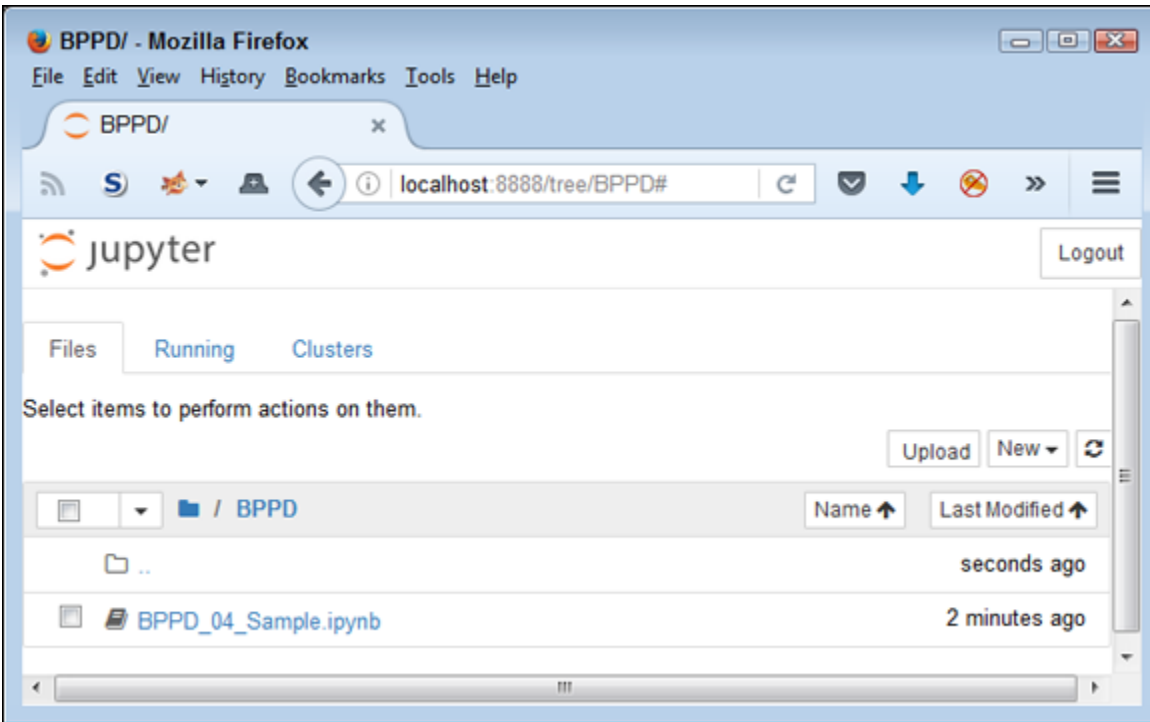 BPPD/ - Mozilla Firefox
File Edit View History Bookmarks Tools Help
BPPD/
S) localhost:8888/tree/BPPD#
jupyter Logout
Files Running Clusters
Select items to perform actions on them.
Upload New
/ BPPD Name Last Modified
.. seconds ago
BPPD_04_Sample.ipynb 2 minutes ago